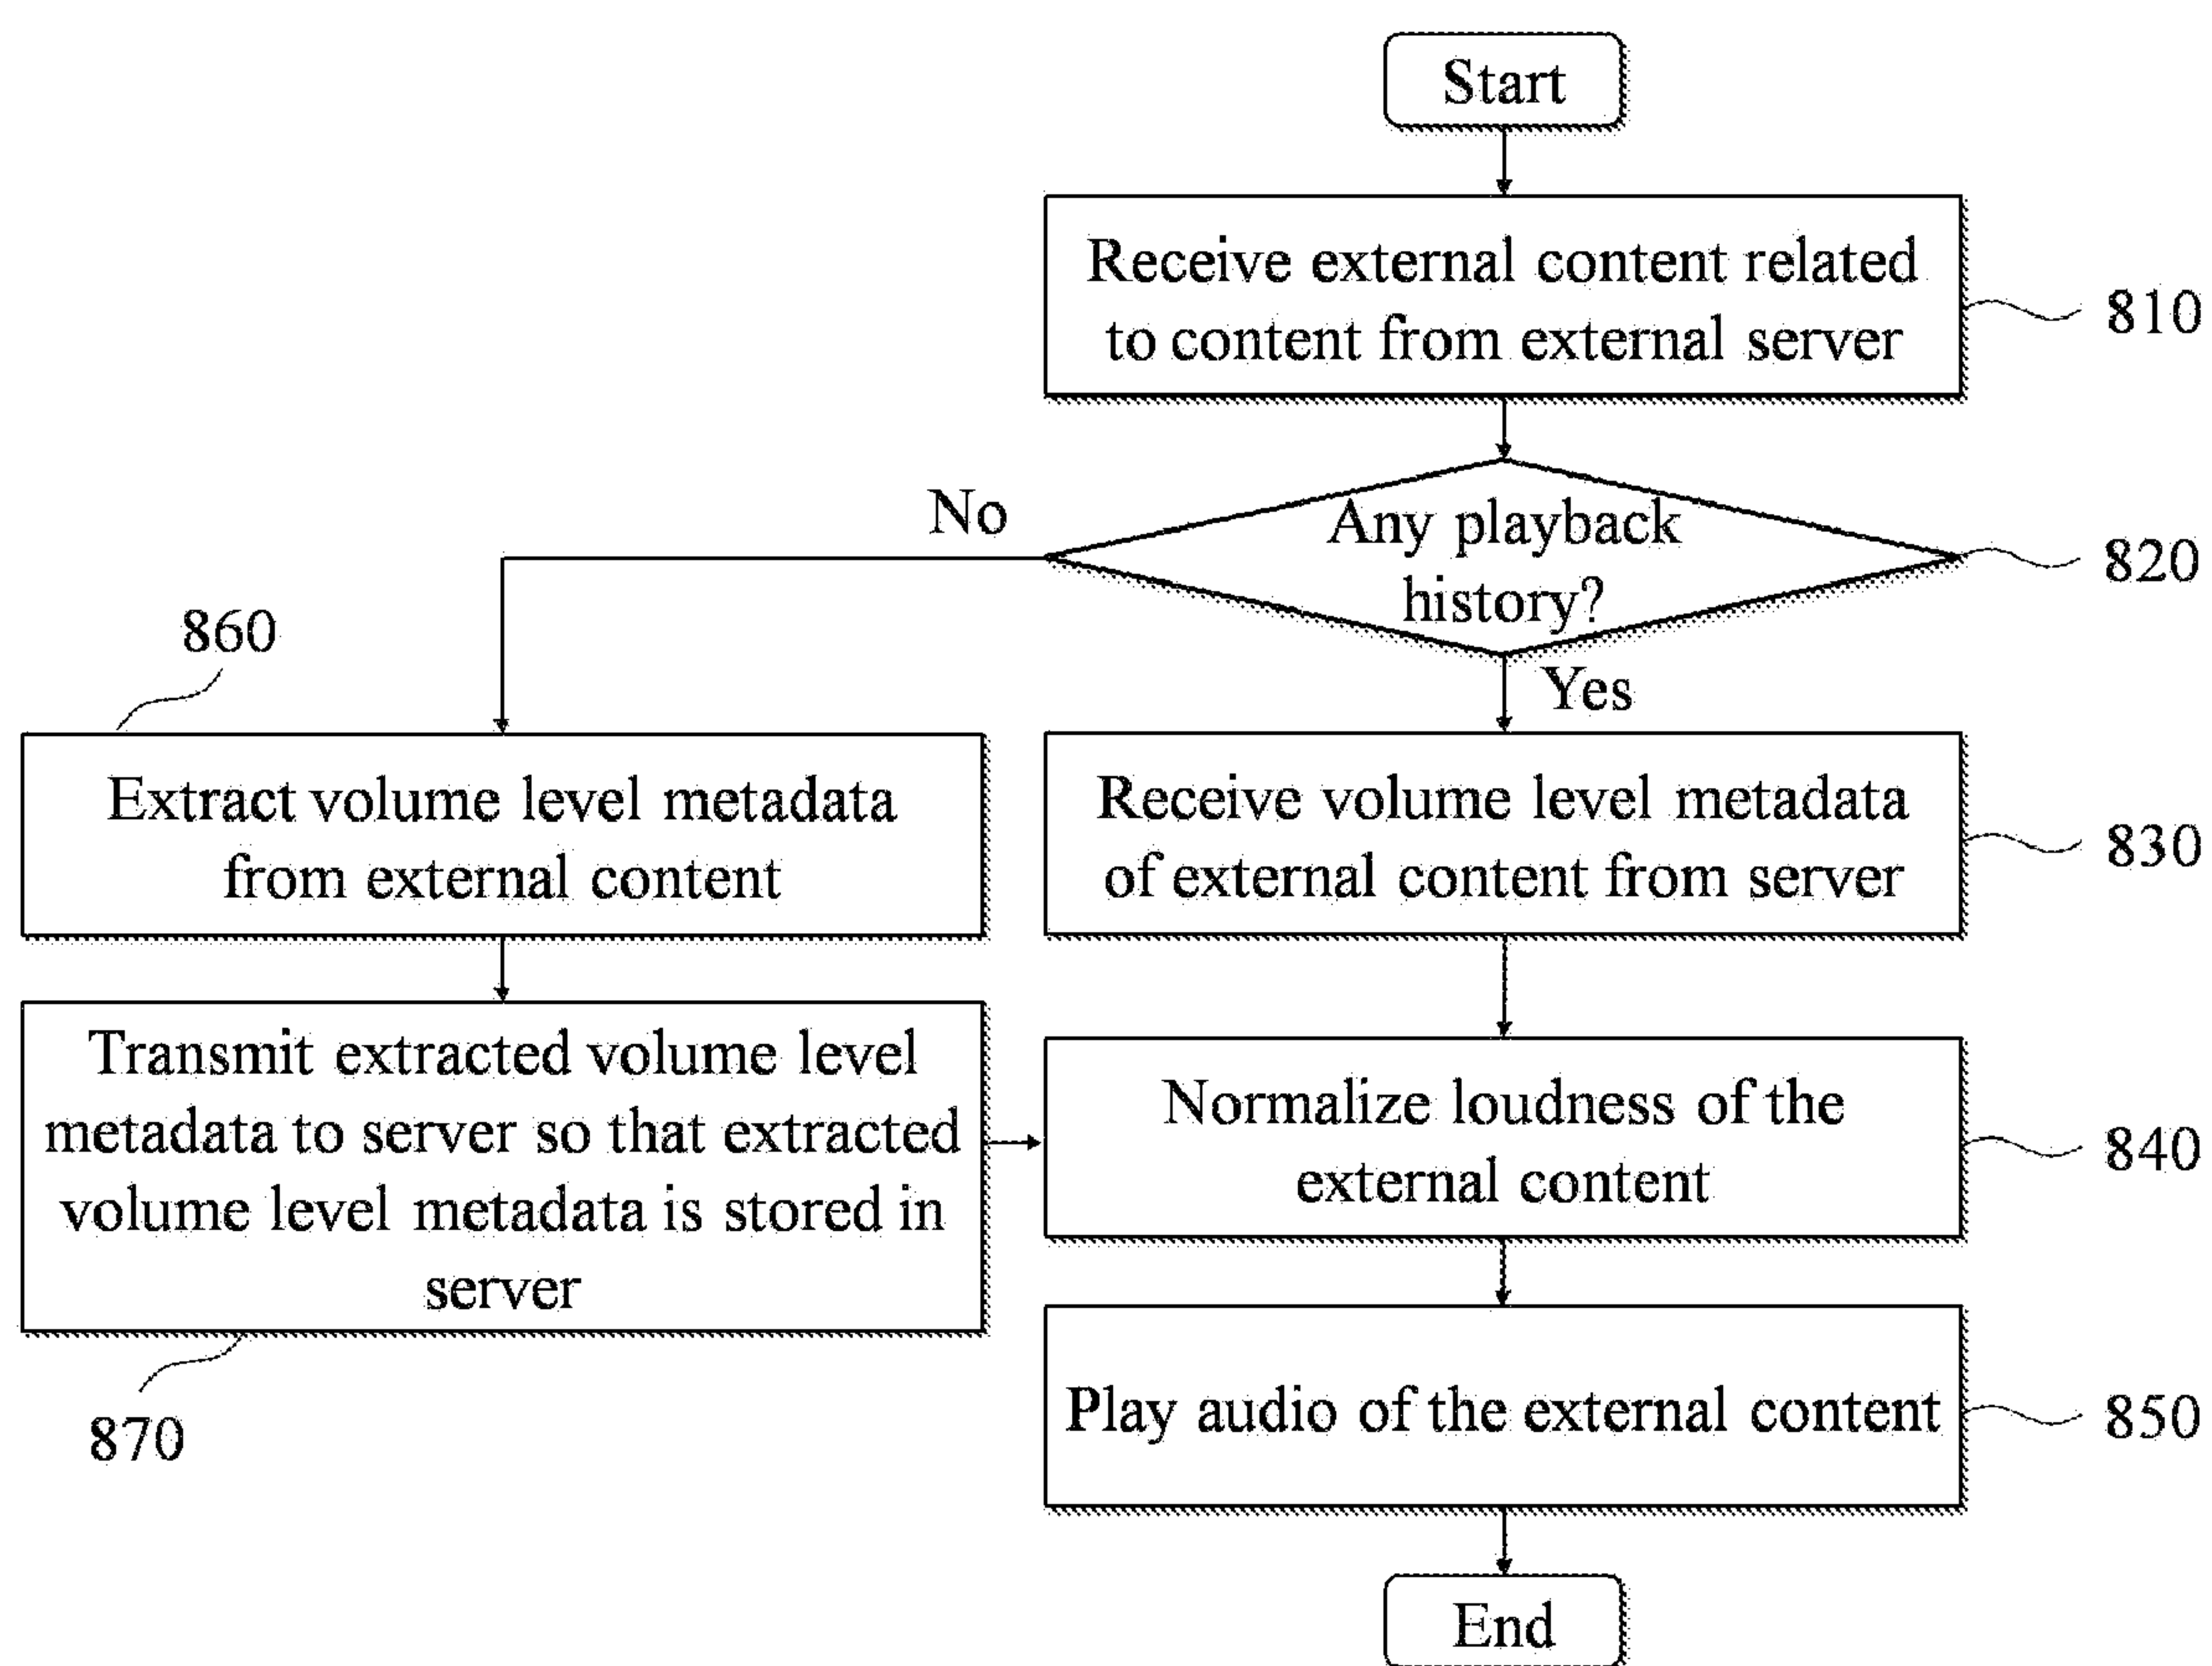 Start
Receive external content related
to content from external server
810
No
Any playback
history?
820
Yes
860
Extract volume level metadata
from external content
Receive volume level metadata
of external content from server
830
Transmit extracted volume level
metadata to server so that extracted
volume level metadata is stored in
server
870
Normalize loudness of the
external content
840
Play audio of the external content
850
End